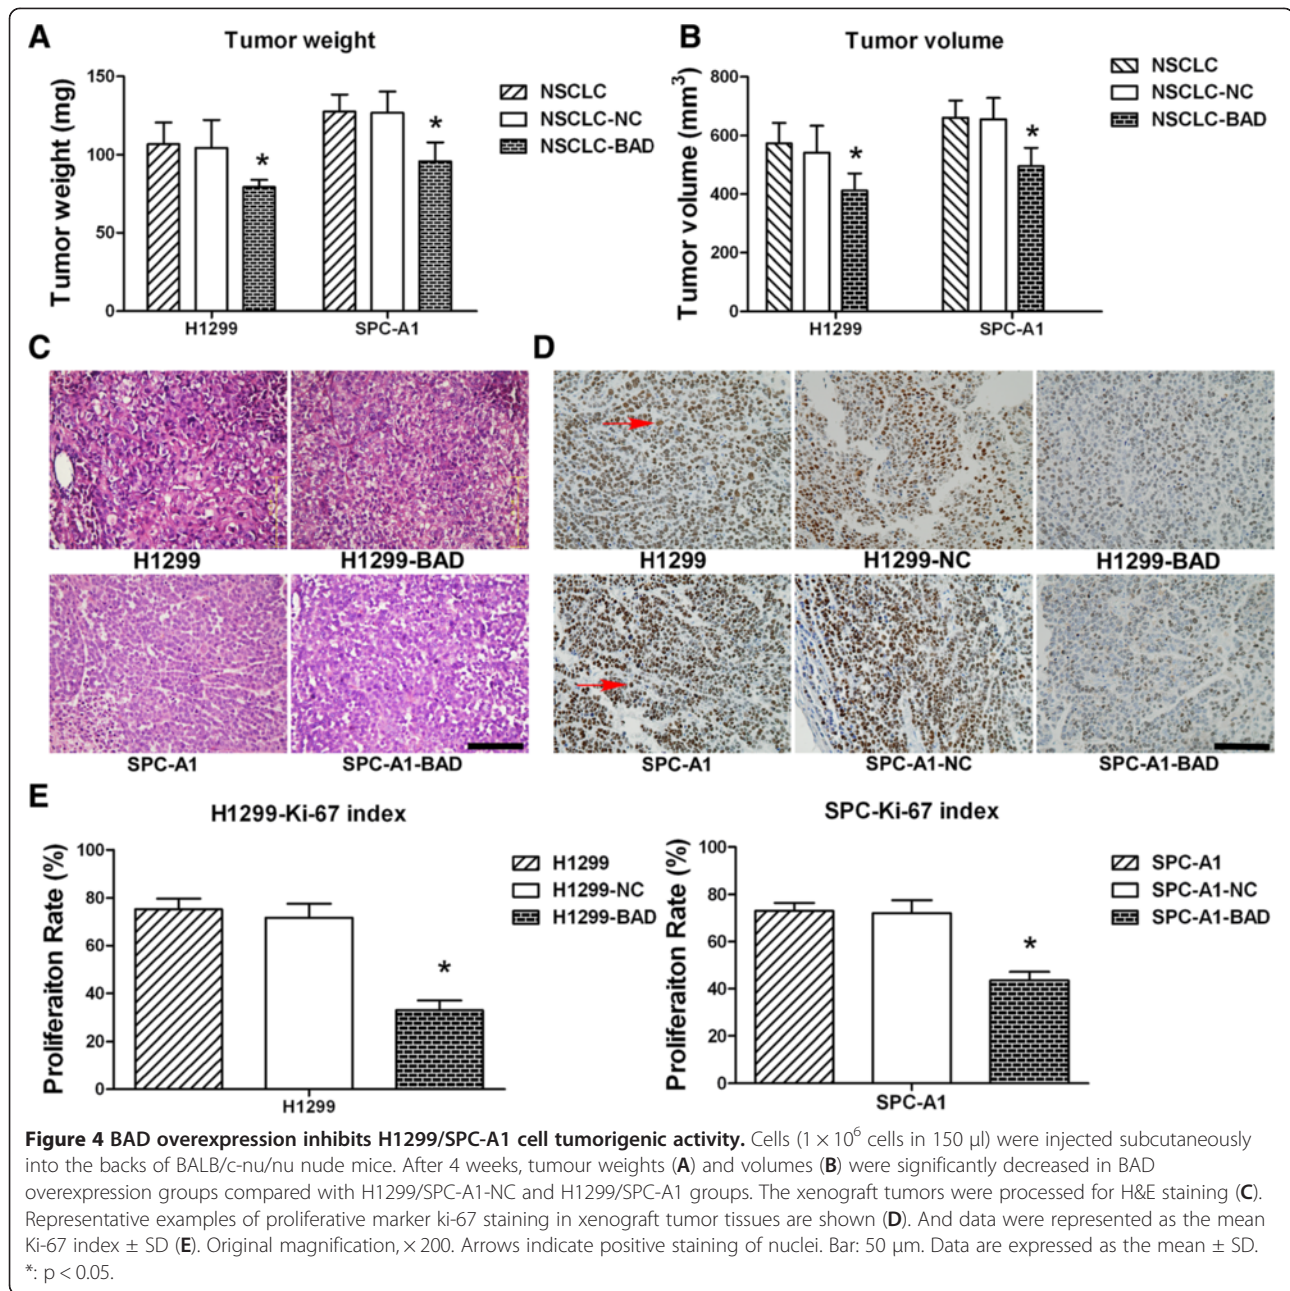 A
Tumor weight
Tumor weight (mg)
150
100
50
0
*
*
H1299
SPC-A1
NSCLC
NSCLC-NC
NSCLC-BAD
B
Tumor volume
Tumor volume (mm³)
800
600
400
200
0
*
*
H1299
SPC-A1
NSCLC
NSCLC-NC
NSCLC-BAD
C
H1299
H1299-BAD
SPC-A1
SPC-A1-BAD
D
H1299
H1299-NC
H1299-BAD
SPC-A1
SPC-A1-NC
SPC-A1-BAD
E
H1299-Ki-67 index
Proliferaiton Rate (%)
100
80
60
40
20
0
*
H1299
H1299
H1299-NC
H1299-BAD
SPC-Ki-67 index
Proliferaiton Rate (%)
100
80
60
40
20
0
*
SPC-A1
SPC-A1
SPC-A1-NC
SPC-A1-BAD
Figure 4 BAD overexpression inhibits H1299/SPC-A1 cell tumorigenic activity. Cells (1 × 10⁶ cells in 150 μl) were injected subcutaneously
into the backs of BALB/c-nu/nu nude mice. After 4 weeks, tumour weights (A) and volumes (B) were significantly decreased in BAD
overexpression groups compared with H1299/SPC-A1-NC and H1299/SPC-A1 groups. The xenograft tumors were processed for H&E staining (C).
Representative examples of proliferative marker ki-67 staining in xenograft tumor tissues are shown (D). And data were represented as the mean
Ki-67 index ± SD (E). Original magnification, × 200. Arrows indicate positive staining of nuclei. Bar: 50 μm. Data are expressed as the mean ± SD.
*: p < 0.05.